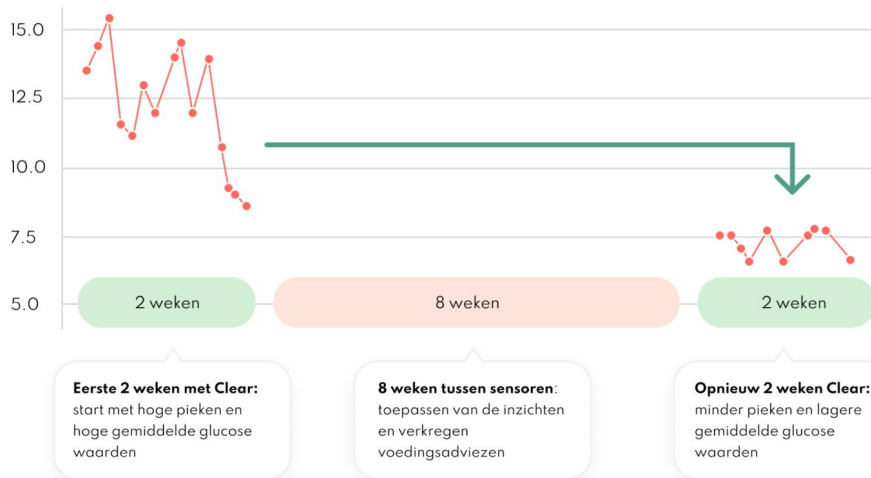 15.0
12.5
10.0
7.5
5.0
2 weken
8 weken
2 weken
Eerste 2 weken met Clear:
start met hoge pieken en
hoge gemiddelde glucose
waarden
8 weken tussen sensoren:
toepassen van de inzichten
en verkregen
voedingsadviezen
Opnieuw 2 weken Clear:
minder pieken en lagere
gemiddelde glucose
waarden